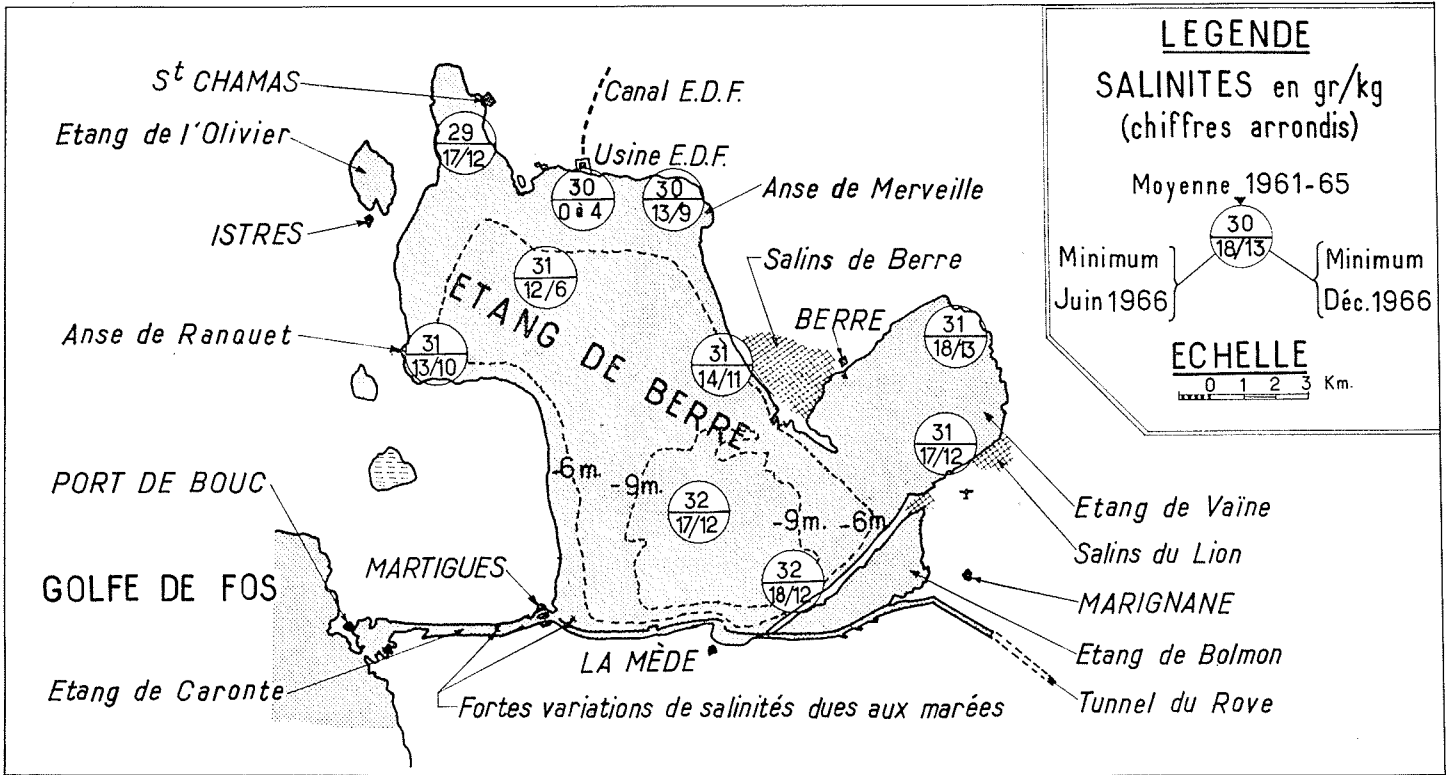 LEGENDE
SALINITES en gr/kg
(chiffres arrondis)
Moyenne 1961-65
30
18/13
Minimum
Juin 1966
Minimum
Déc.1966
ECHELLE
0 1 2 3 Km.
St CHAMAS
Canal E.D.F.
Etang de l'Olivier
29
17/12
Usine E.D.F.
30
0 à 4
30
13/9
Anse de Merveille
ISTRES
31
12/6
Salins de Berre
ETANG DE BERRE
BERRE
Anse de Ranquet
31
13/10
31
14/11
31
18/13
31
17/12
-6m.
-9m.
32
17/12
-9m.
-6m
PORT DE BOUC
Etang de Vaïne
Salins du Lion
MARTIGUES
32
18/12
GOLFE DE FOS
MARIGNANE
LA MÈDE
Etang de Bolmon
Etang de Caronte
Fortes variations de salinités dues aux marées
Tunnel du Rove